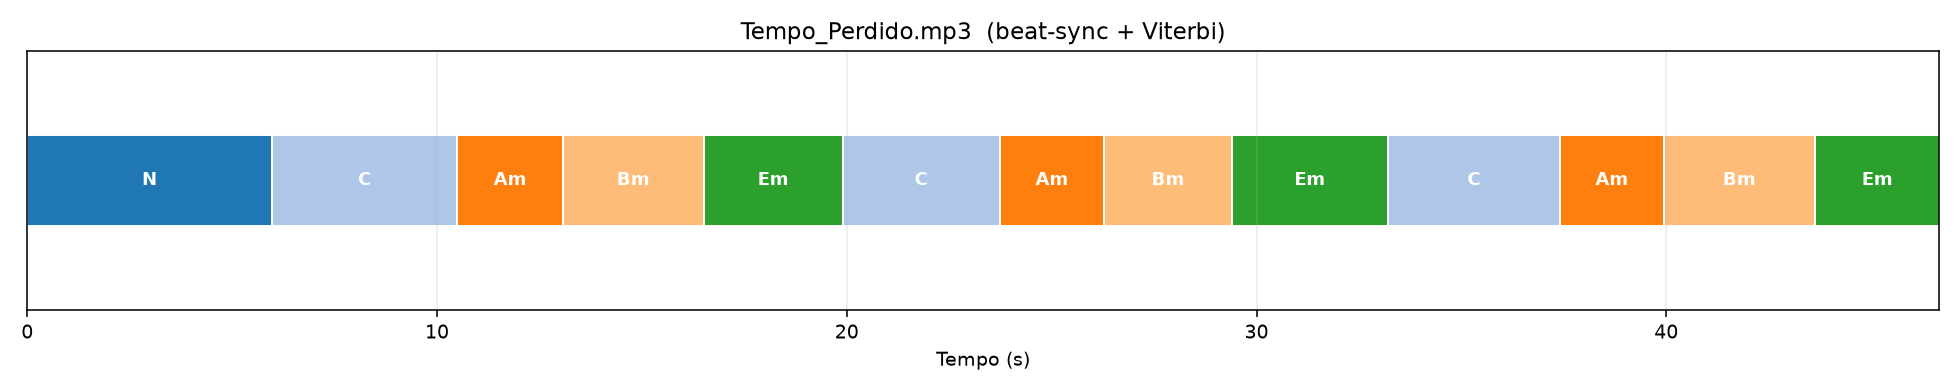 Tempo_Perdido.mp3 (beat-sync + Viterbi)
N C Am Bm Em C Am Bm Em C Am Bm Em
0 10 20 30 40
Tempo (s)